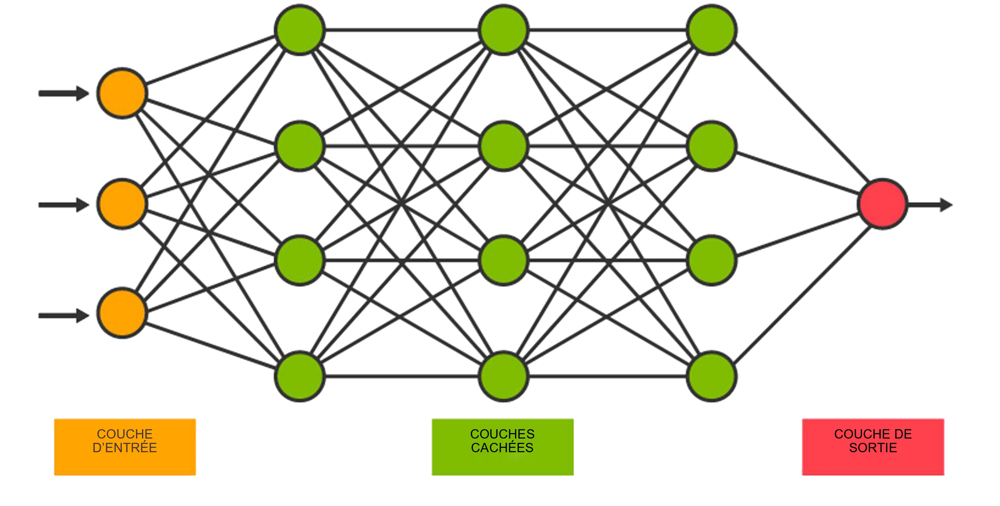 COUCHE
D’ENTRÉE
COUCHES
CACHÉES
COUCHE DE
SORTIE